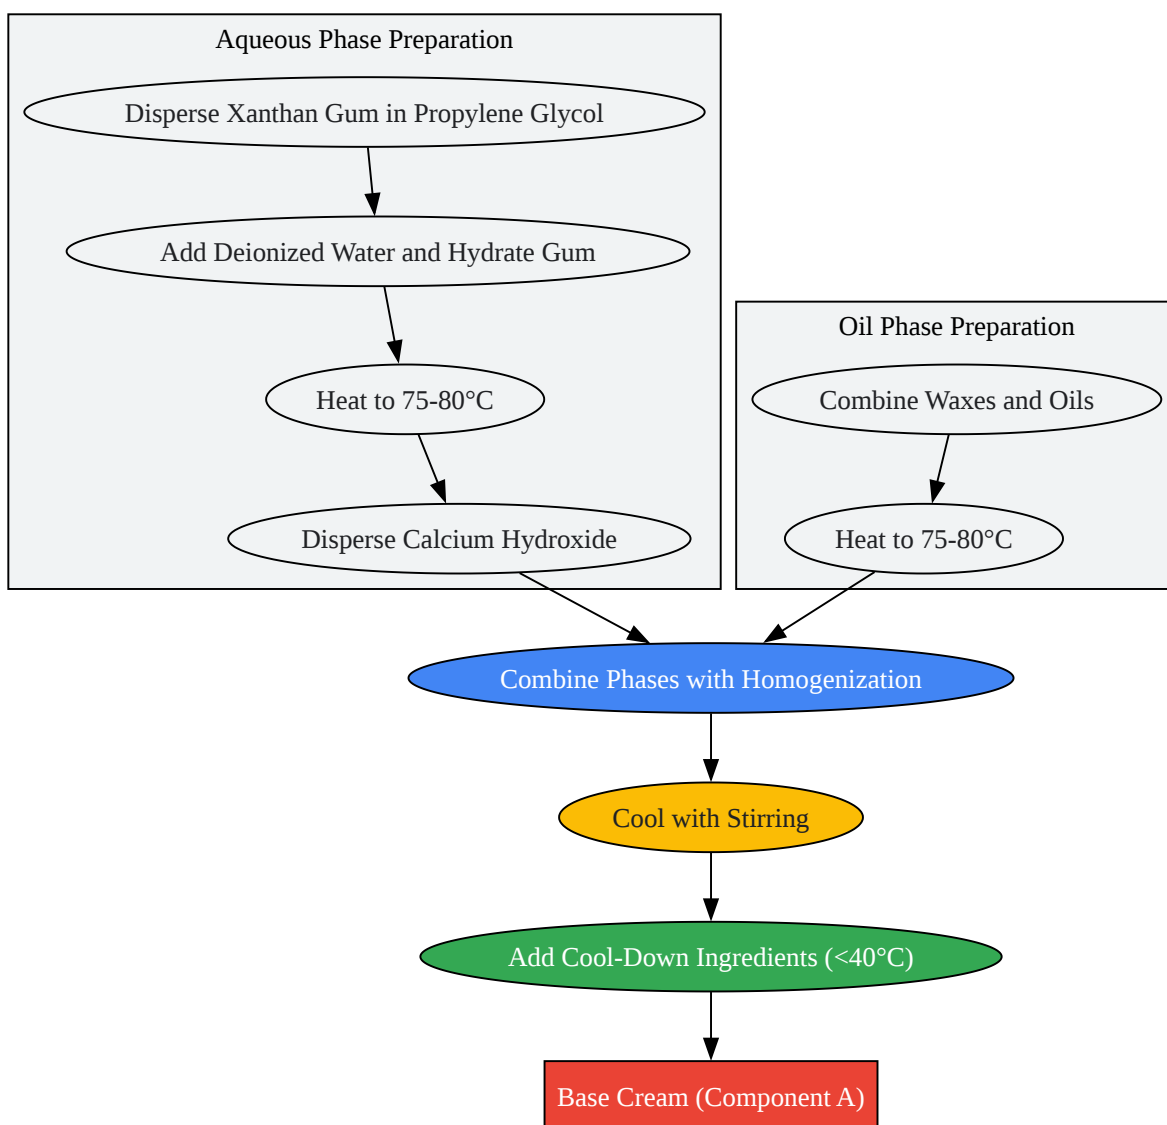 Aqueous Phase Preparation
Disperse Xanthan Gum in Propylene Glycol
Add Deionized Water and Hydrate Gum
Heat to 75-80°C
Disperse Calcium Hydroxide
Oil Phase Preparation
Combine Waxes and Oils
Heat to 75-80°C
Combine Phases with Homogenization
Cool with Stirring
Add Cool-Down Ingredients (<40°C)
Base Cream (Component A)